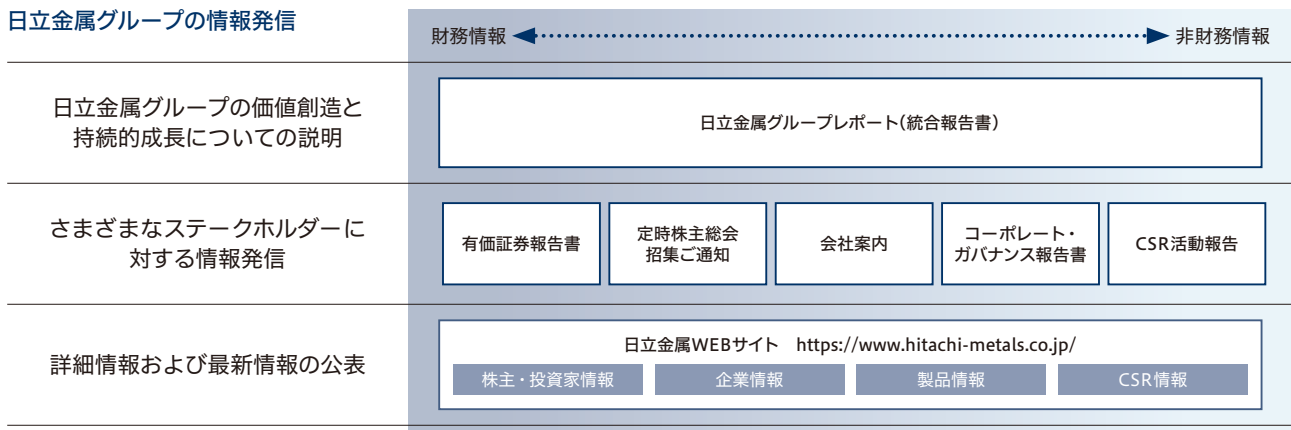 日立金属グループの情報発信
財務情報
非財務情報
日立金属グループの価値創造と
持続的成長についての説明
日立金属グループレポート(統合報告書)
さまざまなステークホルダーに
対する情報発信
有価証券報告書
定時株主総会
招集ご通知
会社案内
コーポレート・
ガバナンス報告書
CSR活動報告
詳細情報および最新情報の公表
日立金属WEBサイト https://www.hitachi-metals.co.jp/
株主・投資家情報
企業情報
製品情報
CSR情報